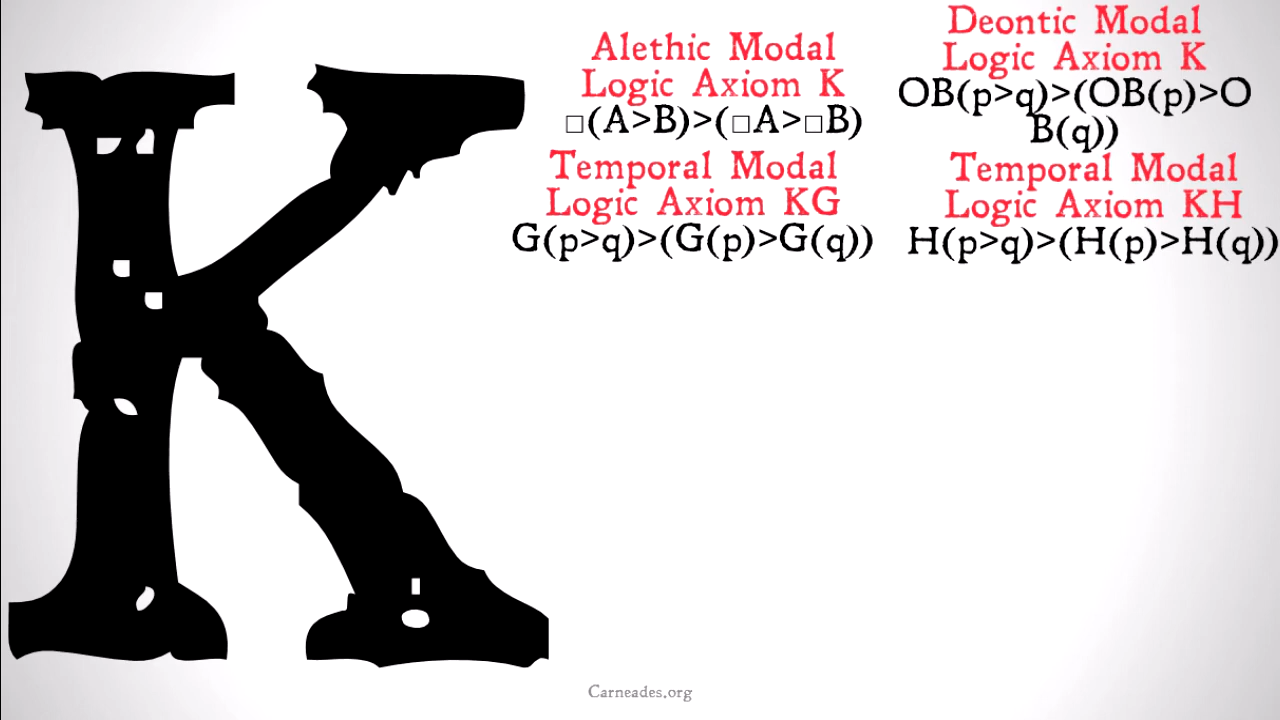 K
Alethic Modal
Logic Axiom K
□(A>B)>(□A>□B)
Temporal Modal
Logic Axiom KG
G(p>q)>(G(p)>G(q))
Deontic Modal
Logic Axiom K
OB(p>q)>(OB(p)>O
B(q))
Temporal Modal
Logic Axiom KH
H(p>q)>(H(p)>H(q))
Carneades.org